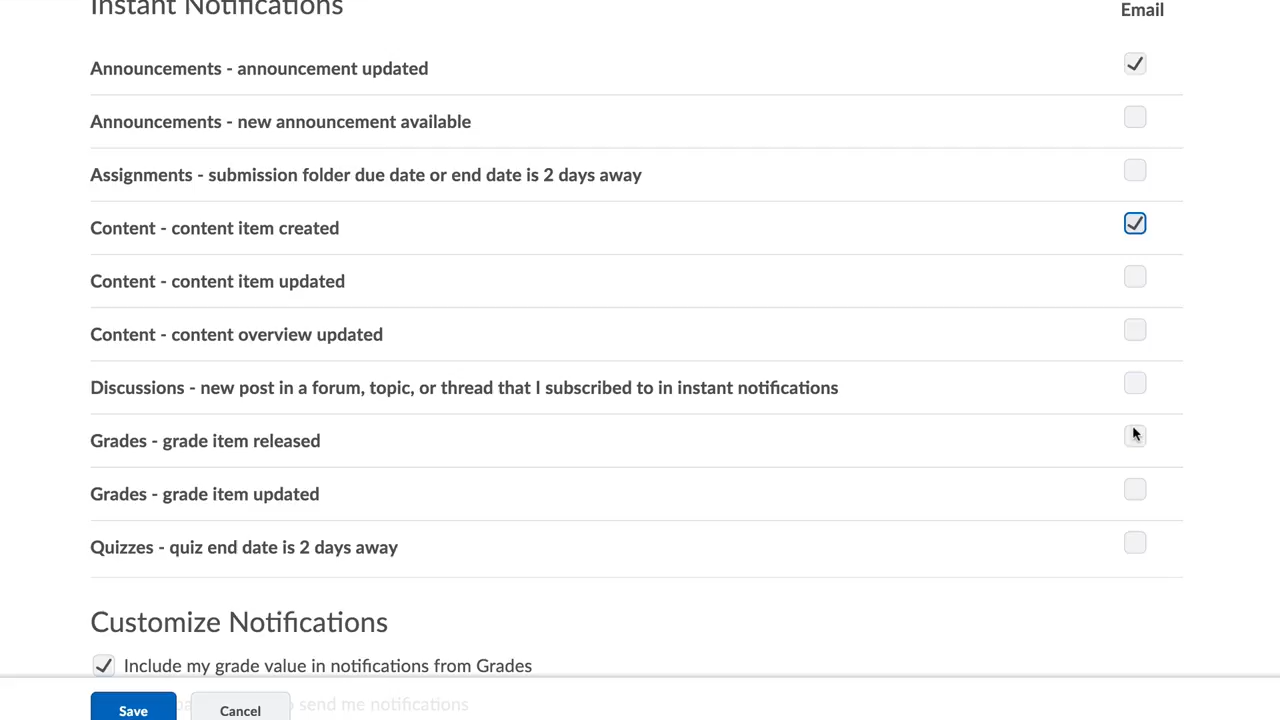 Instant Notifications
Email
Announcements - announcement updated
Announcements - new announcement available
Assignments - submission folder due date or end date is 2 days away
Content - content item created
Content - content item updated
Content - content overview updated
Discussions - new post in a forum, topic, or thread that I subscribed to in instant notifications
Grades - grade item released
Grades - grade item updated
Quizzes - quiz end date is 2 days away
Customize Notifications
Include my grade value in notifications from Grades
send me notifications
Save
Cancel